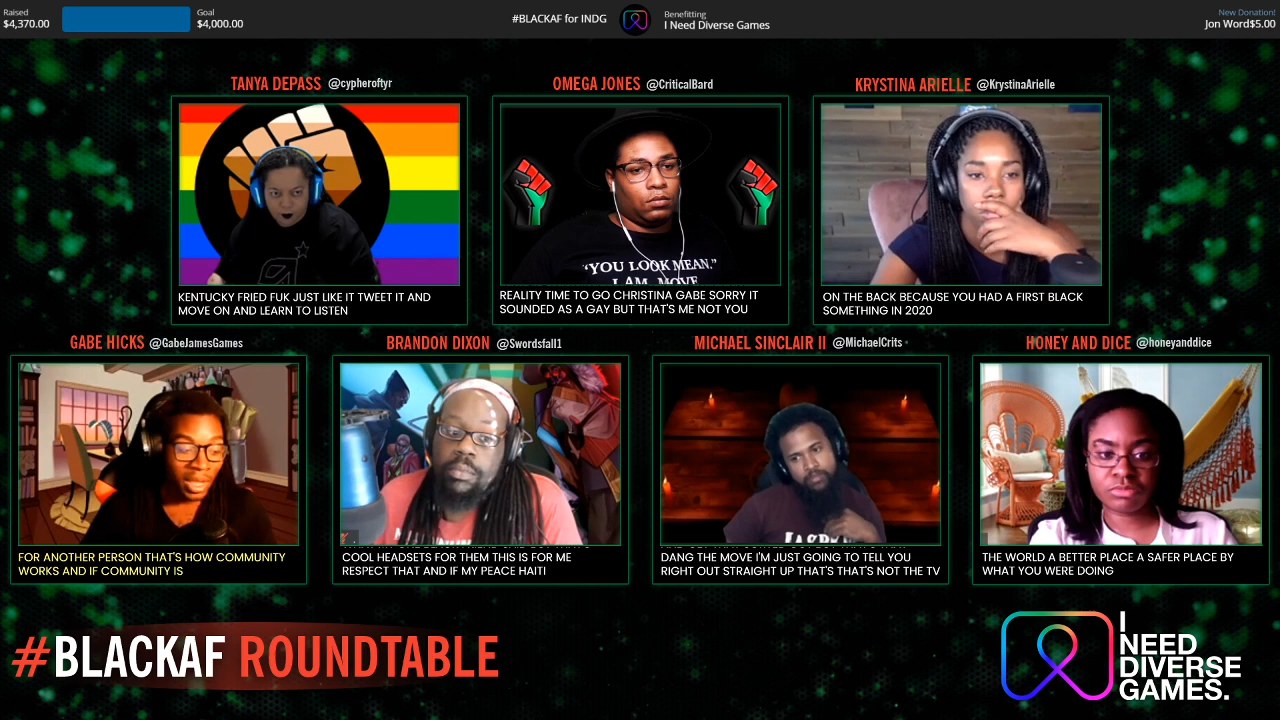 Raised
$4,370.00
Goal
$4,000.00
#BLACKAF for INDG
Benefitting
I Need Diverse Games
New Donation!
Jon Word$5.00
TANYA DEPASS @cypheroftyr
OMEGA JONES @CriticalBard
KRYSTINA ARIELLE @KrystinaArielle
"YOU LOOK MEAN."
I AM. MOVE
KENTUCKY FRIED FUK JUST LIKE IT TWEET IT AND
MOVE ON AND LEARN TO LISTEN
REALITY TIME TO GO CHRISTINA GABE SORRY IT
SOUNDED AS A GAY BUT THAT'S ME NOT YOU
ON THE BACK BECAUSE YOU HAD A FIRST BLACK
SOMETHING IN 2020
GABE HICKS @GabeJamesGames
BRANDON DIXON @Swordsfall1
MICHAEL SINCLAIR II @MichaelCrits
HONEY AND DICE @honeyanddice
FOR ANOTHER PERSON THAT'S HOW COMMUNITY
WORKS AND IF COMMUNITY IS
COOL HEADSETS FOR THEM THIS IS FOR ME
RESPECT THAT AND IF MY PEACE HAITI
DANG THE MOVE I'M JUST GOING TO TELL YOU
RIGHT OUT STRAIGHT UP THAT'S THAT'S NOT THE TV
THE WORLD A BETTER PLACE A SAFER PLACE BY
WHAT YOU WERE DOING
#BLACKAF ROUNDTABLE
I
NEED
DIVERSE
GAMES.